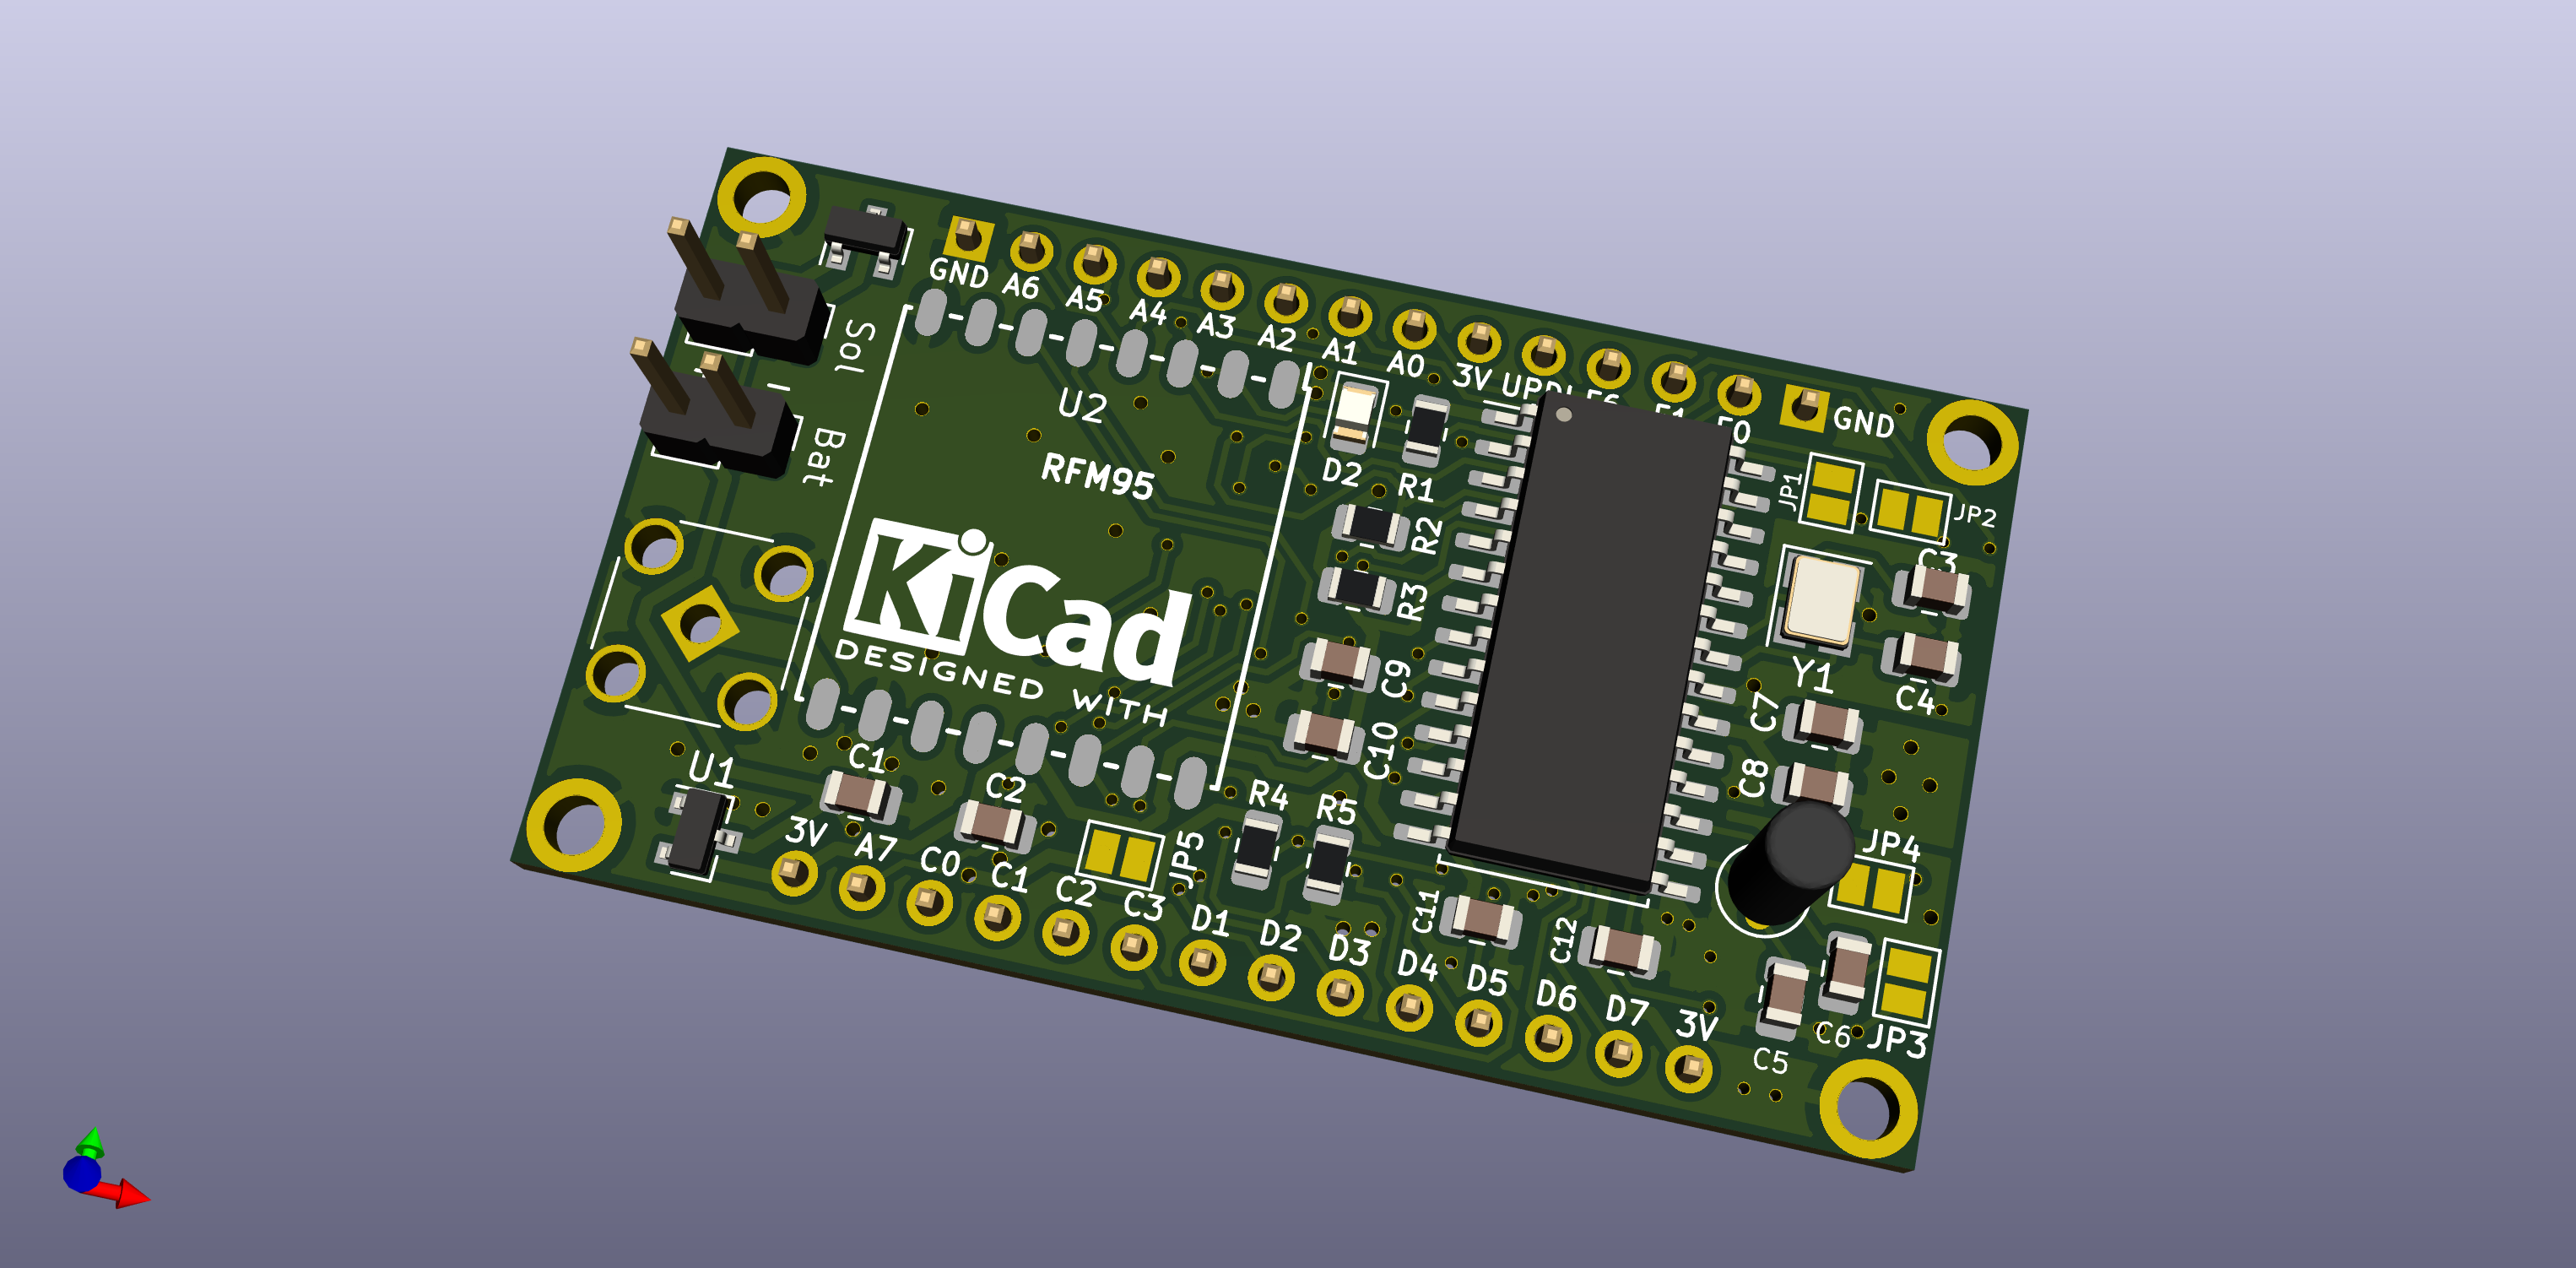 GND
A6
A5
A4
A3
A2
A1
A0
3V
GND
Sol
Bat
U2
RFM95
KiCad
DESIGNED WITH
D2
R1
R2
R3
C9
C10
JP1
JP2
C3
Y1
C4
C7
C8
JP4
U1
C1
C2
JP5
R4
R5
C11
C12
3V
A7
C0
C1
C2
C3
D1
D2
D3
D4
D5
D6
D7
3V
C5
C6
JP3